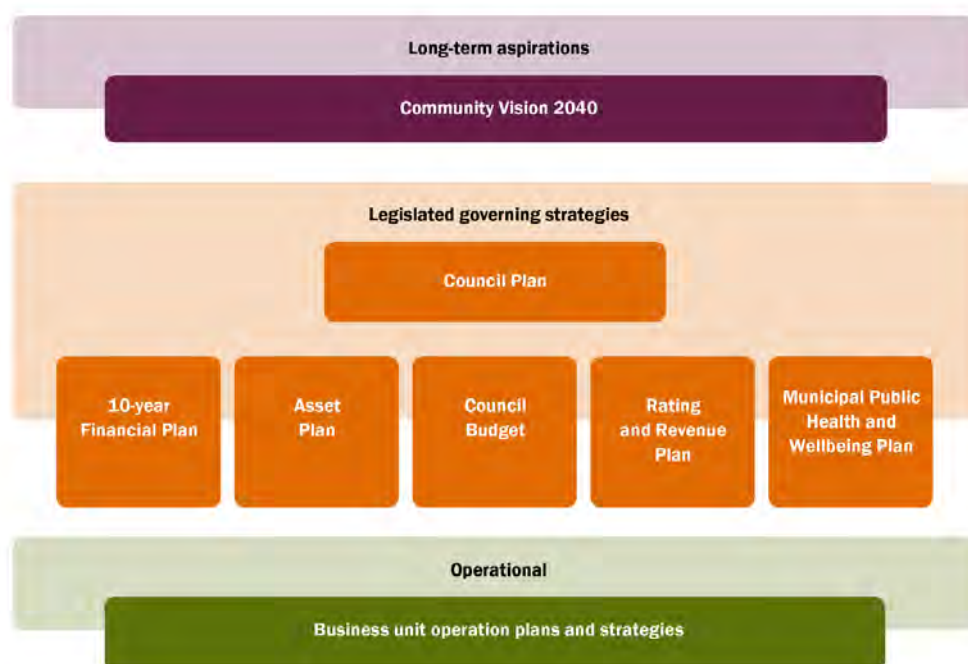 Long-term aspirations
Community Vision 2040
Legislated governing strategies
Council Plan
10-year
Financial Plan
Asset
Plan
Council
Budget
Rating
and Revenue
Plan
Municipal Public
Health and
Wellbeing Plan
Operational
Business unit operation plans and strategies